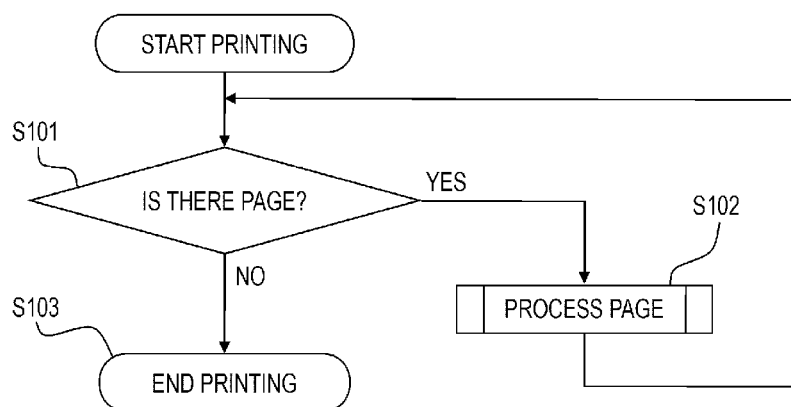 START PRINTING
S101
IS THERE PAGE?
YES
S102
NO
PROCESS PAGE
S103
END PRINTING